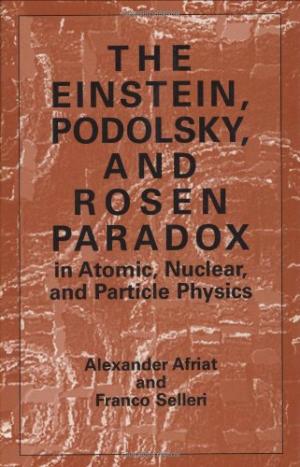 THE
EINSTEIN,
PODOLSKY,
AND
ROSEN
PARADOX
in Atomic, Nuclear,
and Particle Physics
Alexander Afriat
and
Franco Selleri